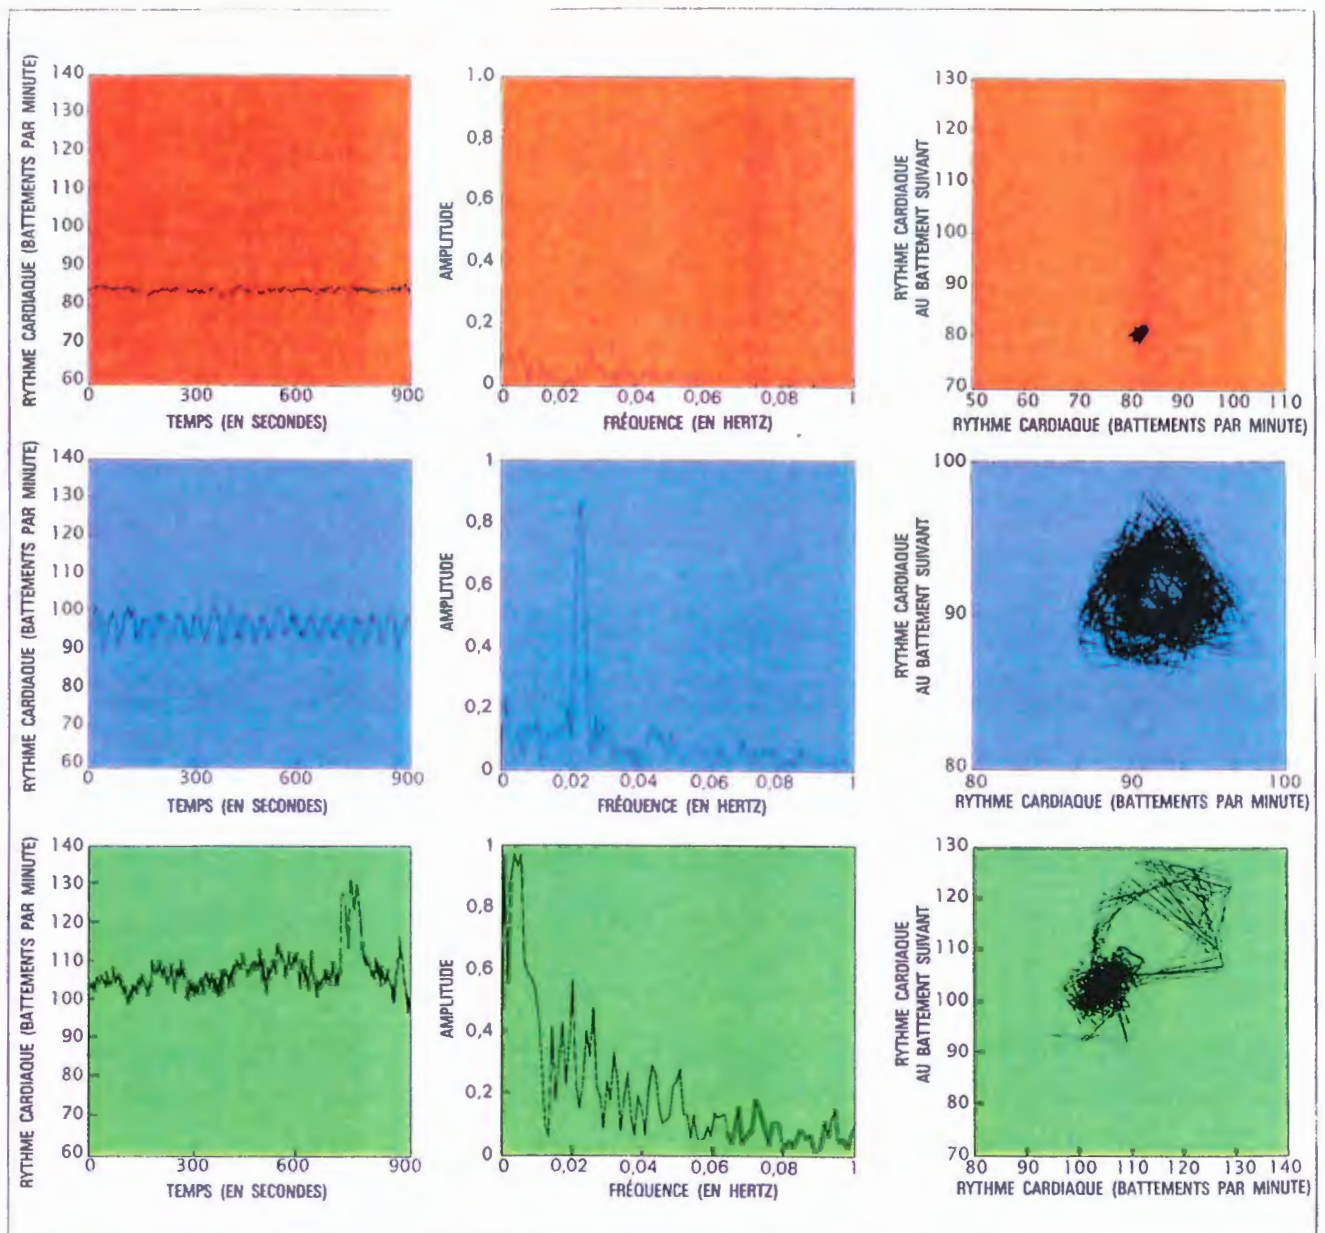 RYTHME CARDIAQUE (BATTEMENTS PAR MINUTE)
140
130
120
110
100
90
80
70
60
0 300 600 900
TEMPS (EN SECONDES)
AMPLITUDE
1.0
0,8
0,6
0,4
0,2
0
0 0,02 0,04 0,06 0,08 1
FRÉQUENCE (EN HERTZ)
RYTHME CARDIAQUE
AU BATTEMENT SUIVANT
130
120
110
100
90
80
70
50 60 70 80 90 100 110
RYTHME CARDIAQUE (BATTEMENTS PAR MINUTE)
RYTHME CARDIAQUE (BATTEMENTS PAR MINUTE)
140
130
120
110
100
90
80
70
60
0 300 600 900
TEMPS (EN SECONDES)
AMPLITUDE
1
0,8
0,6
0,4
0,2
0
0 0,02 0,04 0,06 0,08 1
FRÉQUENCE (EN HERTZ)
RYTHME CARDIAQUE
AU BATTEMENT SUIVANT
100
90
80
80 90 100
RYTHME CARDIAQUE (BATTEMENTS PAR MINUTE)
RYTHME CARDIAQUE (BATTEMENTS PAR MINUTE)
140
130
120
110
100
90
80
70
60
0 300 600 900
TEMPS (EN SECONDES)
AMPLITUDE
1
0,8
0,6
0,4
0,2
0
0 0,02 0,04 0,06 0,08 1
FRÉQUENCE (EN HERTZ)
RYTHME CARDIAQUE
AU BATTEMENT SUIVANT
130
120
110
100
90
80
70
80 90 100 110 120 130 140
RYTHME CARDIAQUE (BATTEMENTS PAR MINUTE)